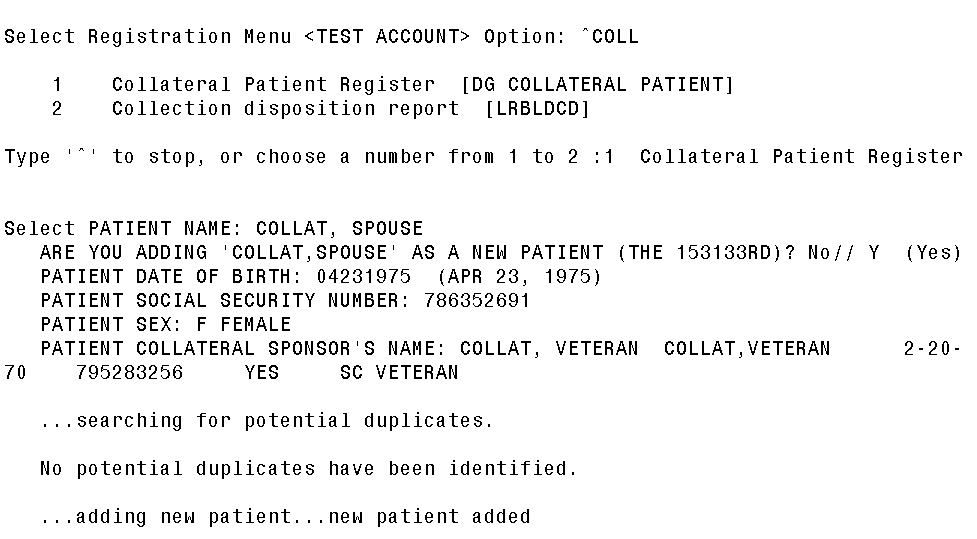 Select Registration Menu <TEST ACCOUNT> Option: ^COLL
1 Collateral Patient Register [DG COLLATERAL PATIENT]
2 Collection disposition report [LRBLDCD]
Type '^' to stop, or choose a number from 1 to 2 :1 Collateral Patient Register
Select PATIENT NAME: COLLAT, SPOUSE
ARE YOU ADDING 'COLLAT,SPOUSE' AS A NEW PATIENT (THE 153133RD)? No// Y (Yes)
PATIENT DATE OF BIRTH: 04231975 (APR 23, 1975)
PATIENT SOCIAL SECURITY NUMBER: 786352691
PATIENT SEX: F FEMALE
PATIENT COLLATERAL SPONSOR'S NAME: COLLAT, VETERAN COLLAT,VETERAN 2-20-
70 795283256 YES SC VETERAN
...searching for potential duplicates.
No potential duplicates have been identified.
...adding new patient...new patient added